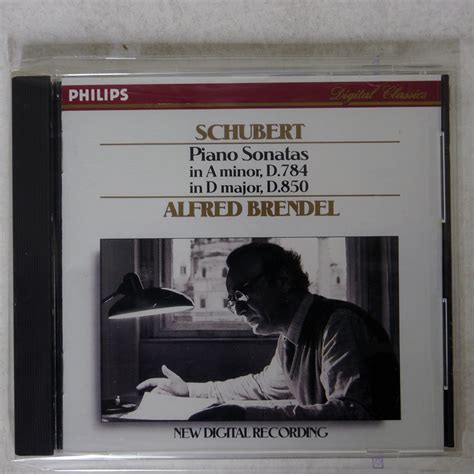 PHILIPS
Digital Classics
SCHUBERT
Piano Sonatas
in A minor, D.784
in D major, D.850
ALFRED BRENDEL
NEW DIGITAL RECORDING